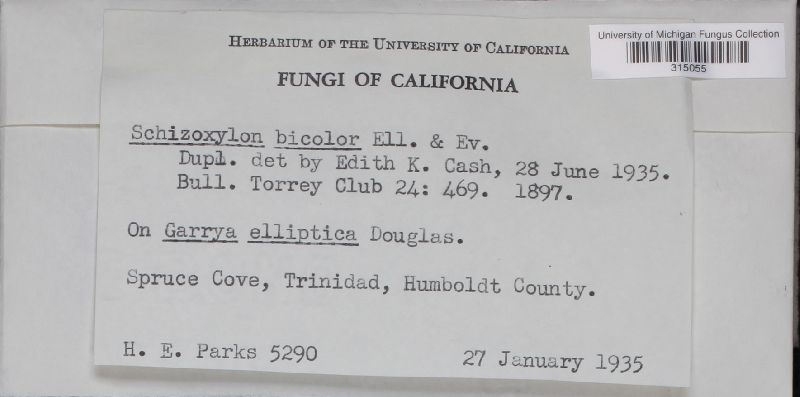 HERBARIUM OF THE UNIVERSITY OF CALIFORNIA
University of Michigan Fungus Collection
315055
FUNGI OF CALIFORNIA
Schizoxylon bicolor Ell. & Ev.
Dupl. det by Edith K. Cash, 28 June 1935.
Bull. Torrey Club 24: 469. 1897.
On Garrya elliptica Douglas.
Spruce Cove, Trinidad, Humboldt County.
H. E. Parks 5290 27 January 1935